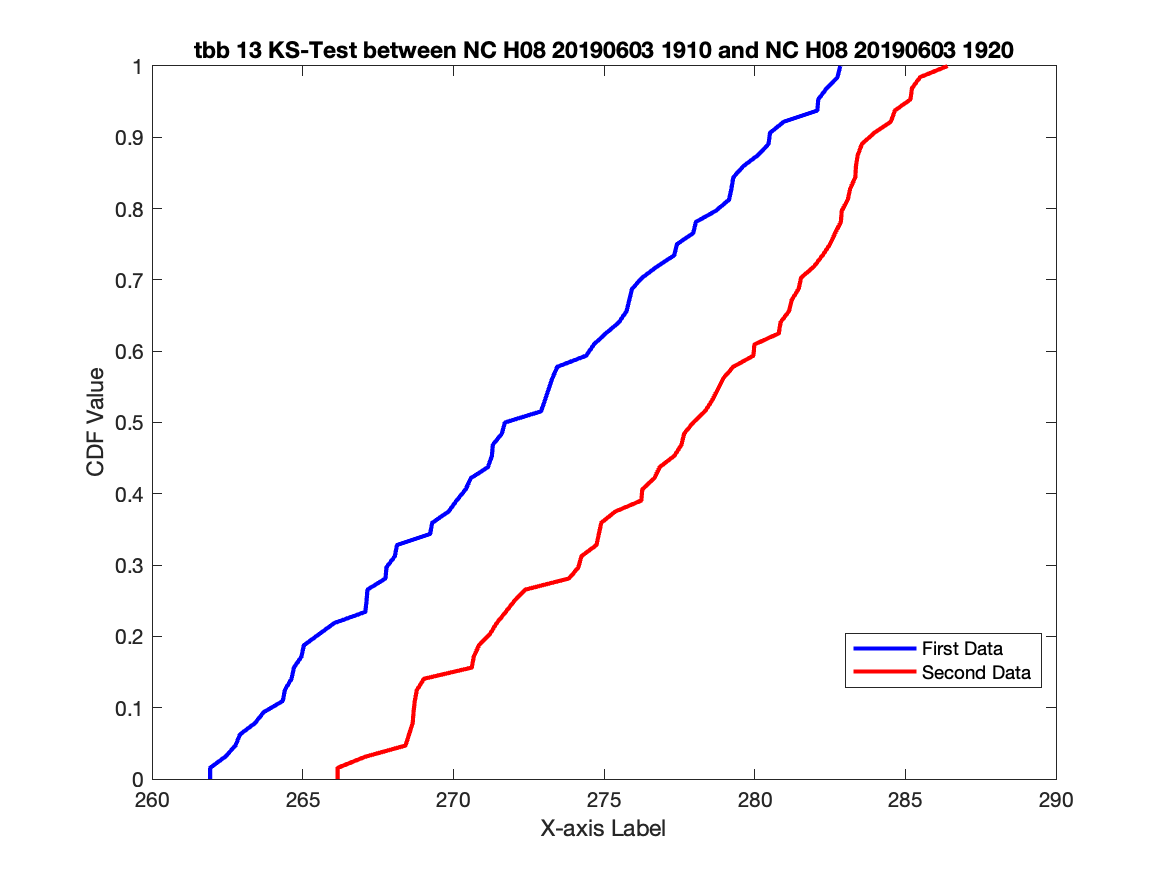 tbb 13 KS-Test between NC H08 20190603 1910 and NC H08 20190603 1920
1
0.9
0.8
0.7
0.6
0.5
0.4
0.3
0.2
0.1
0
CDF Value
First Data
Second Data
260 265 270 275 280 285 290
X-axis Label